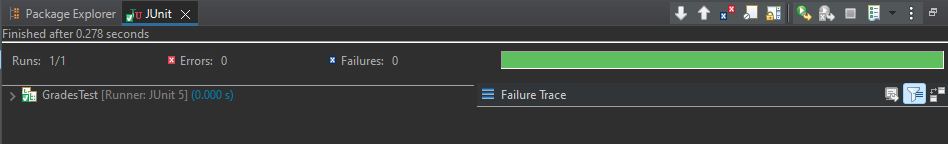 Package Explorer JUnit
Finished after 0.278 seconds
Runs: 1/1 Errors: 0 Failures: 0
GradesTest [Runner: JUnit 5] (0.000 s) Failure Trace